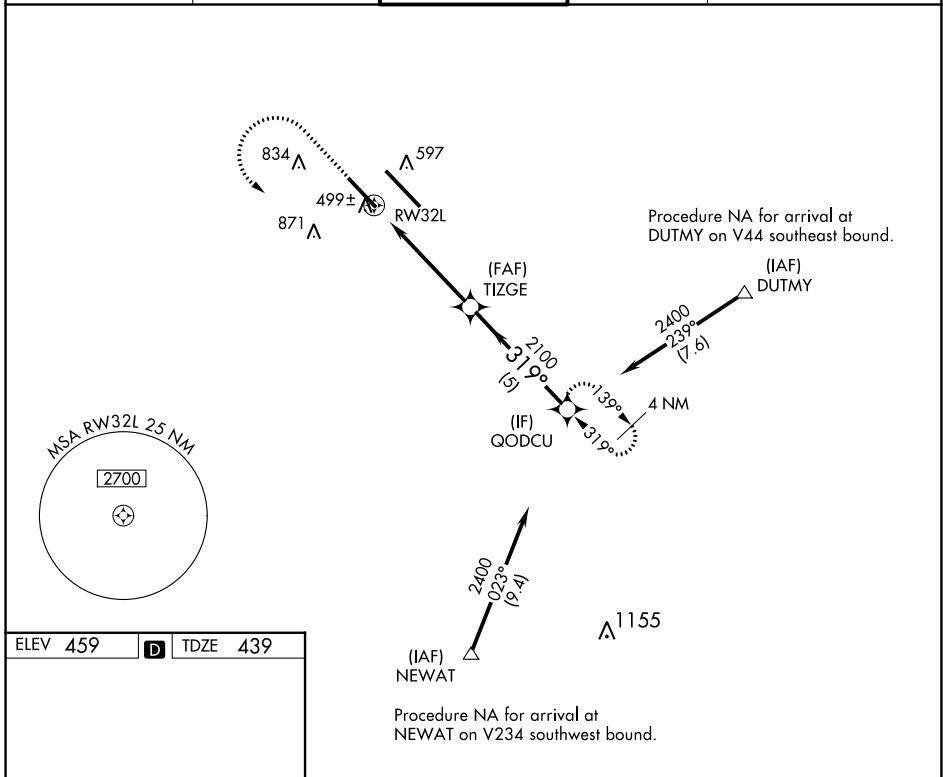 834
597
499±
RW32L
871
Procedure NA for arrival at
DUTMY on V44 southeast bound.
(IAF)
DUTMY
(FAF)
TIZGE
2400
239°
(7.6)
2100
319°
(5)
139°
4 NM
319°
(IF)
QODCU
MSA RW32L 25 NM
2700
2400
023°
(9.4)
1155
(IAF)
NEWAT
Procedure NA for arrival at
NEWAT on V234 southwest bound.
ELEV 459 D TDZE 439